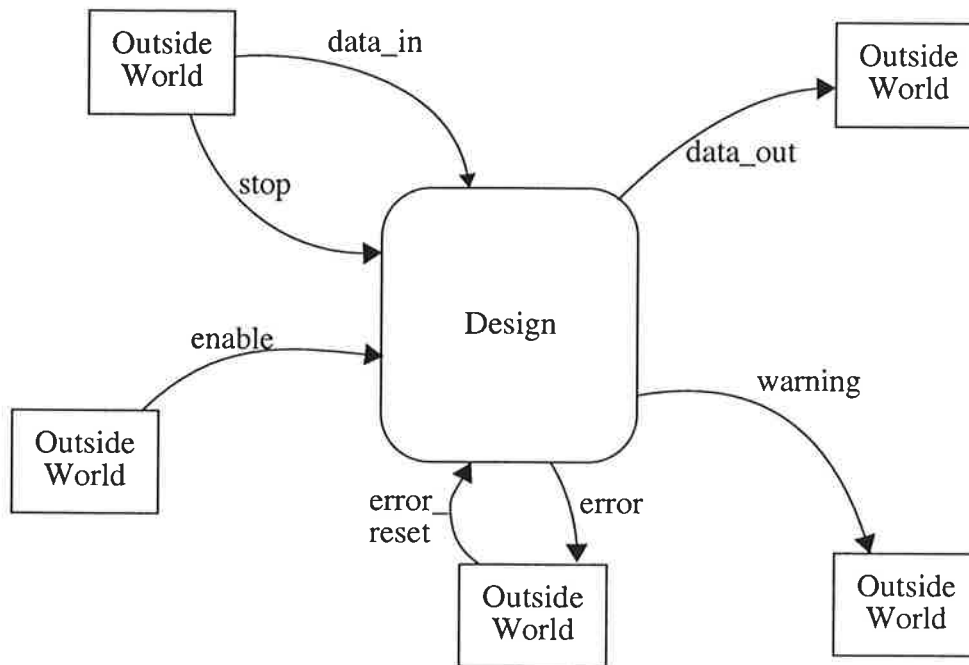 Outside
World
data_in
Outside
World
data_out
stop
Design
enable
warning
Outside
World
error_
reset
error
Outside
World
Outside
World